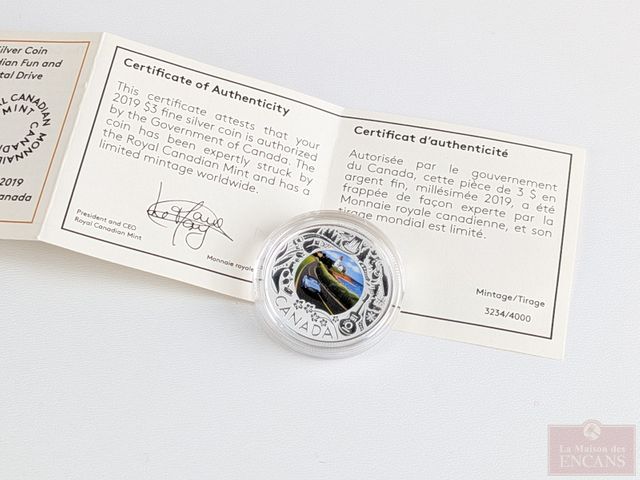 Silver Coin
dian Fun and
tal Drive
CANADIAN
MINT
MONNAIE
CANAD
2019
Canada
Certificate of Authenticity
This certificate attests that your
2019 $3 fine silver coin is authorized
by the Government of Canada. The
coin has been expertly struck by
the Royal Canadian Mint and has a
limited mintage worldwide.
President and CEO
Royal Canadian Mint
Monnaie royale
Certificat d'authenticité
Autorisée par le gouvernement
du Canada, cette pièce de 3 $ en
argent fin, millésimée 2019, a été
frappée de façon experte par la
Monnaie royale canadienne, et son
tirage mondial est limité.
Mintage/Tirage
3234/4000
CANADA
La Maison des
ENCANS